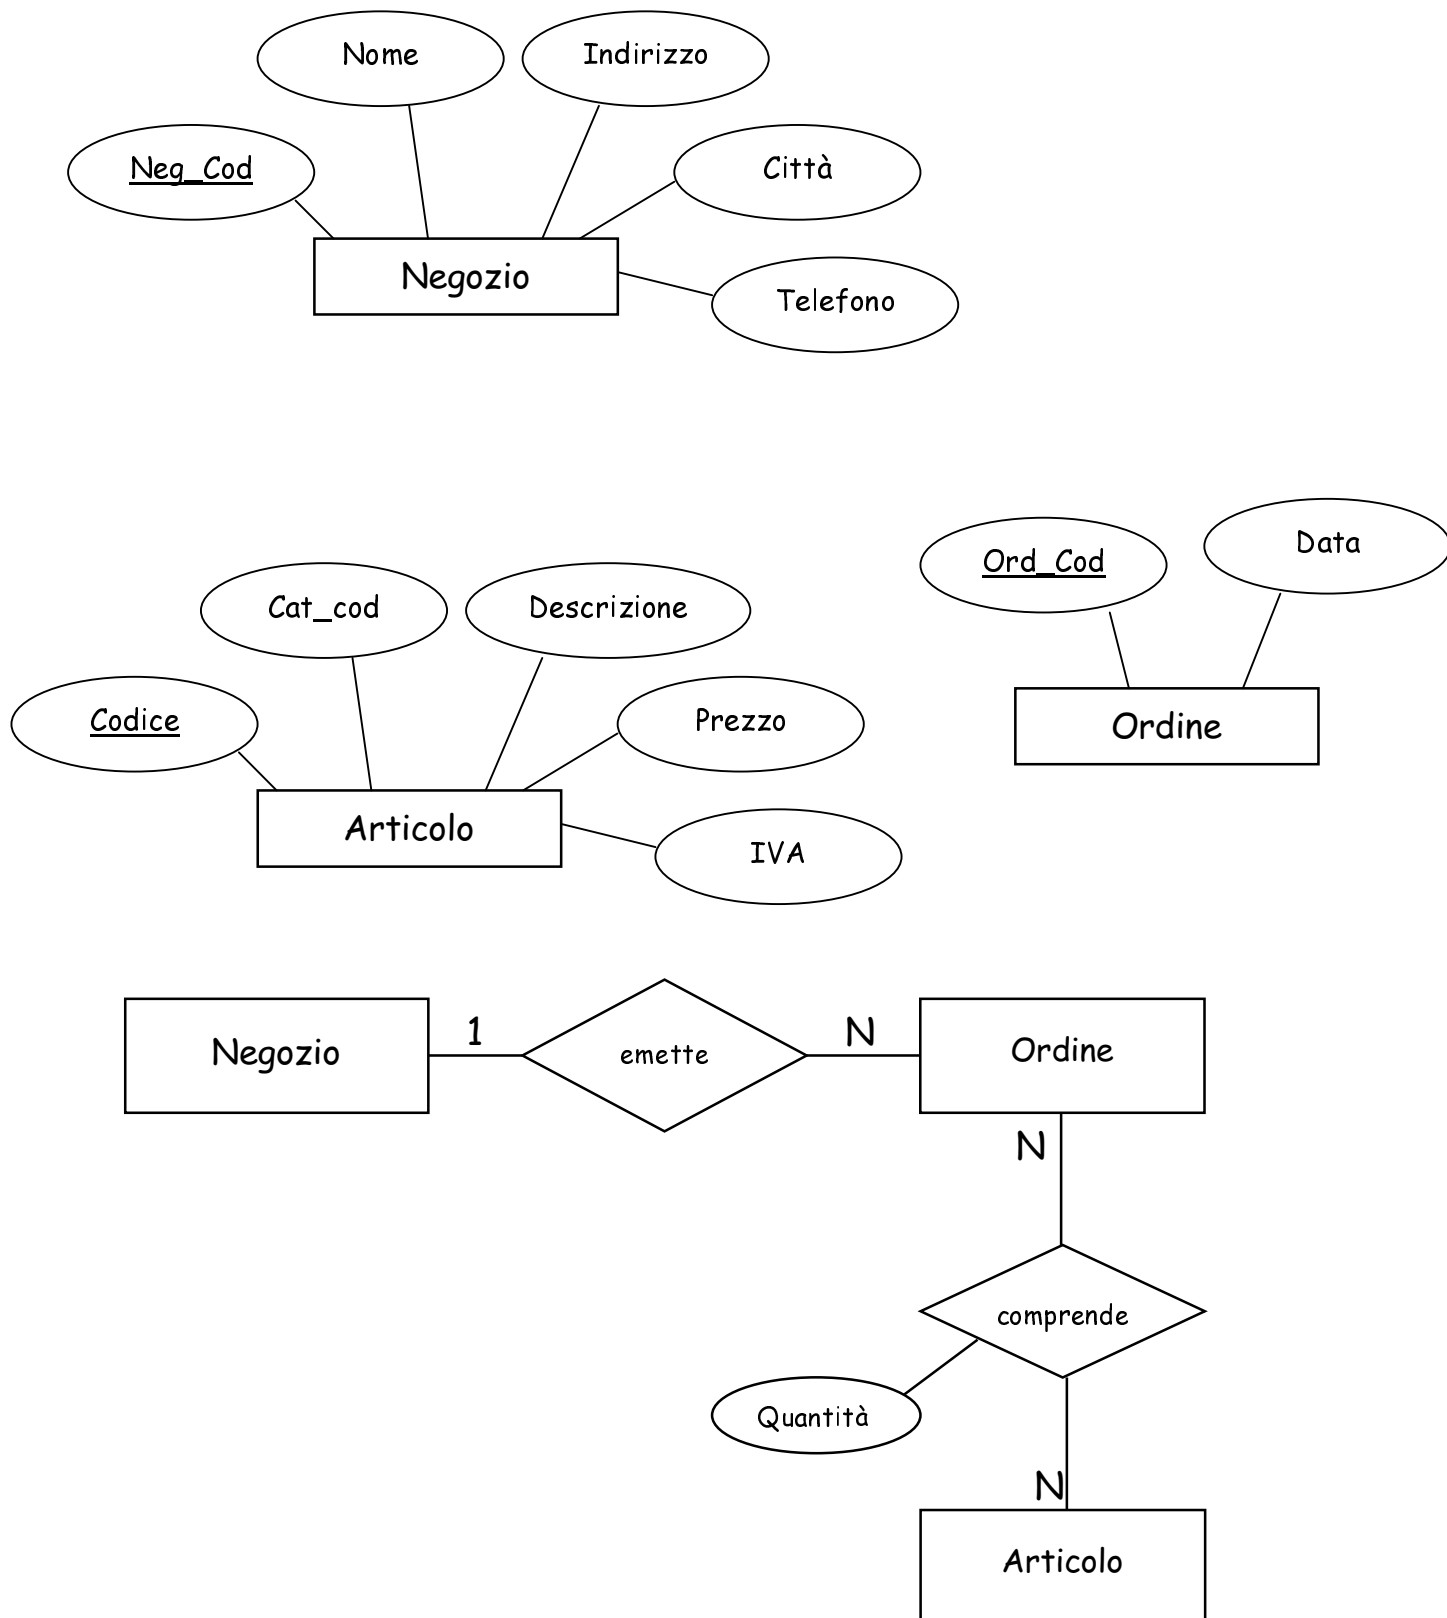 Nome
Indirizzo
Neg_Cod
Città
Negozio
Telefono
Ord_Cod
Data
Cat_cod
Descrizione
Codice
Prezzo
Ordine
Articolo
IVA
Negozio
1
emette
N
Ordine
N
comprende
Quantità
N
Articolo